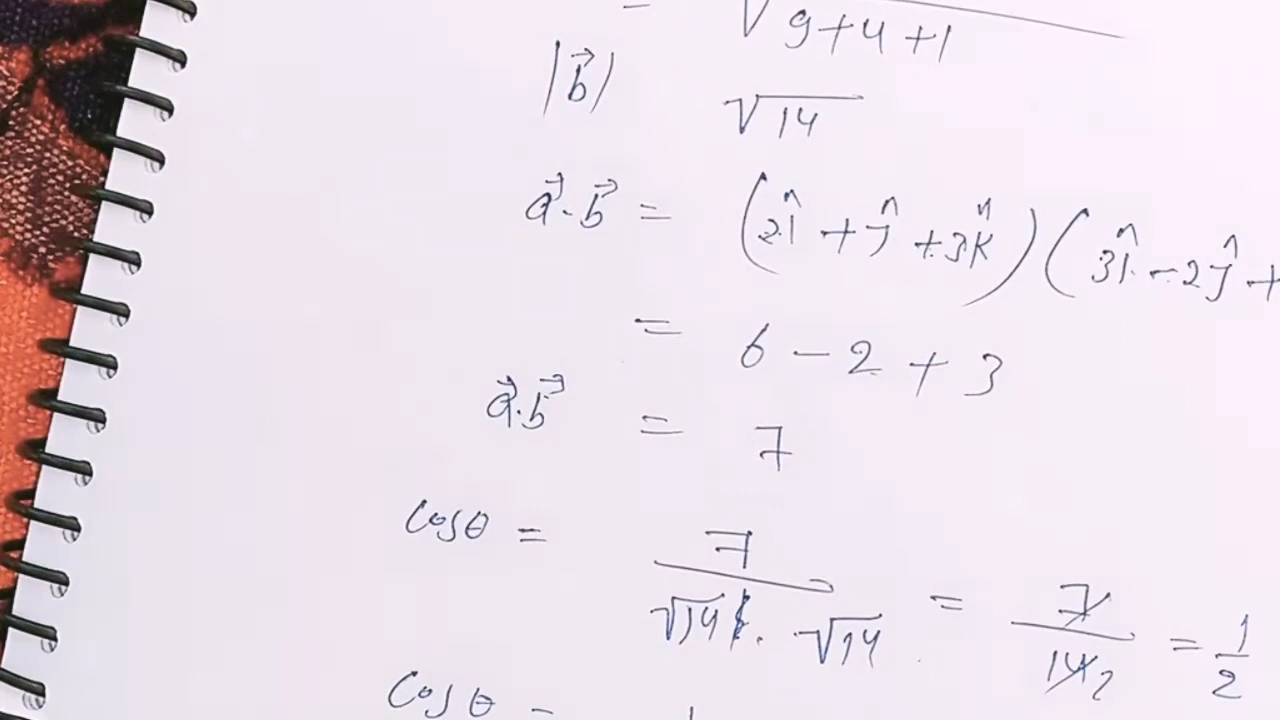 = √9+4+1
|b⃗| √14
a⃗.b⃗ = (2î + ĵ + 3k̂) (3î - 2ĵ +
= 6 - 2 + 3
a⃗.b⃗ = 7
Cosθ = 7/√14 . √14 = 7/14 2 = 1/2
Cosθ =